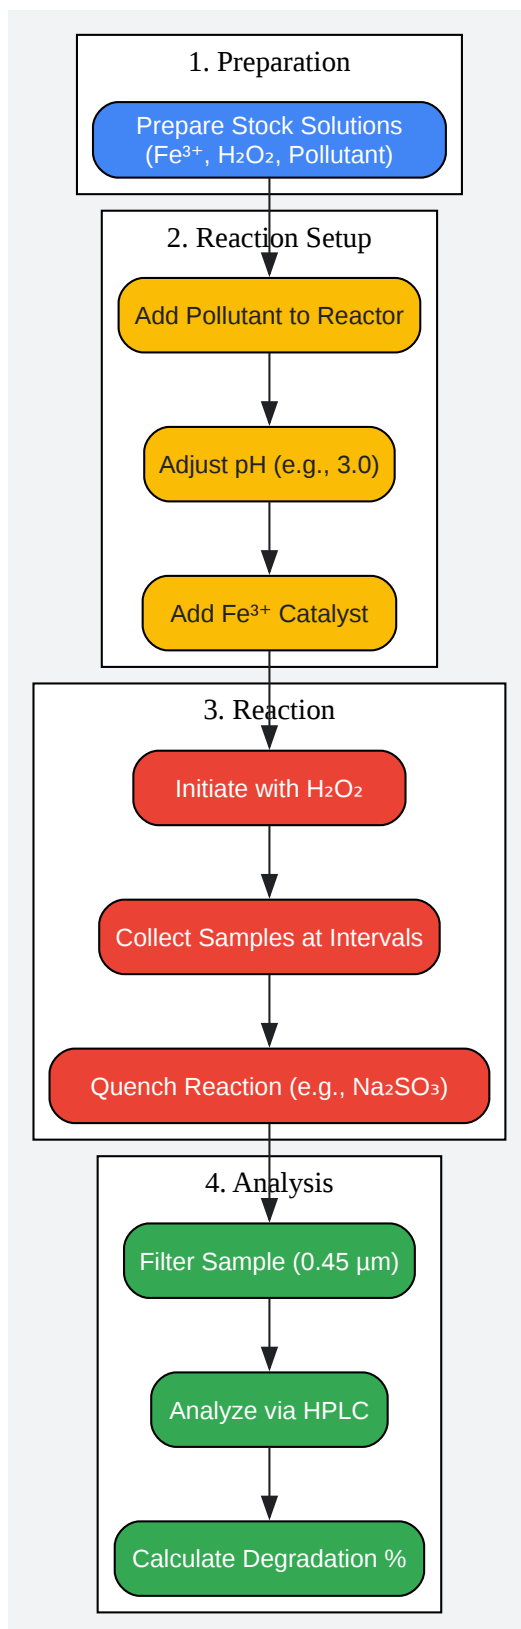 1. Preparation
Prepare Stock Solutions
(Fe³⁺, H₂O₂, Pollutant)
2. Reaction Setup
Add Pollutant to Reactor
Adjust pH (e.g., 3.0)
Add Fe³⁺ Catalyst
3. Reaction
Initiate with H₂O₂
Collect Samples at Intervals
Quench Reaction (e.g., Na₂SO₃)
4. Analysis
Filter Sample (0.45 µm)
Analyze via HPLC
Calculate Degradation %